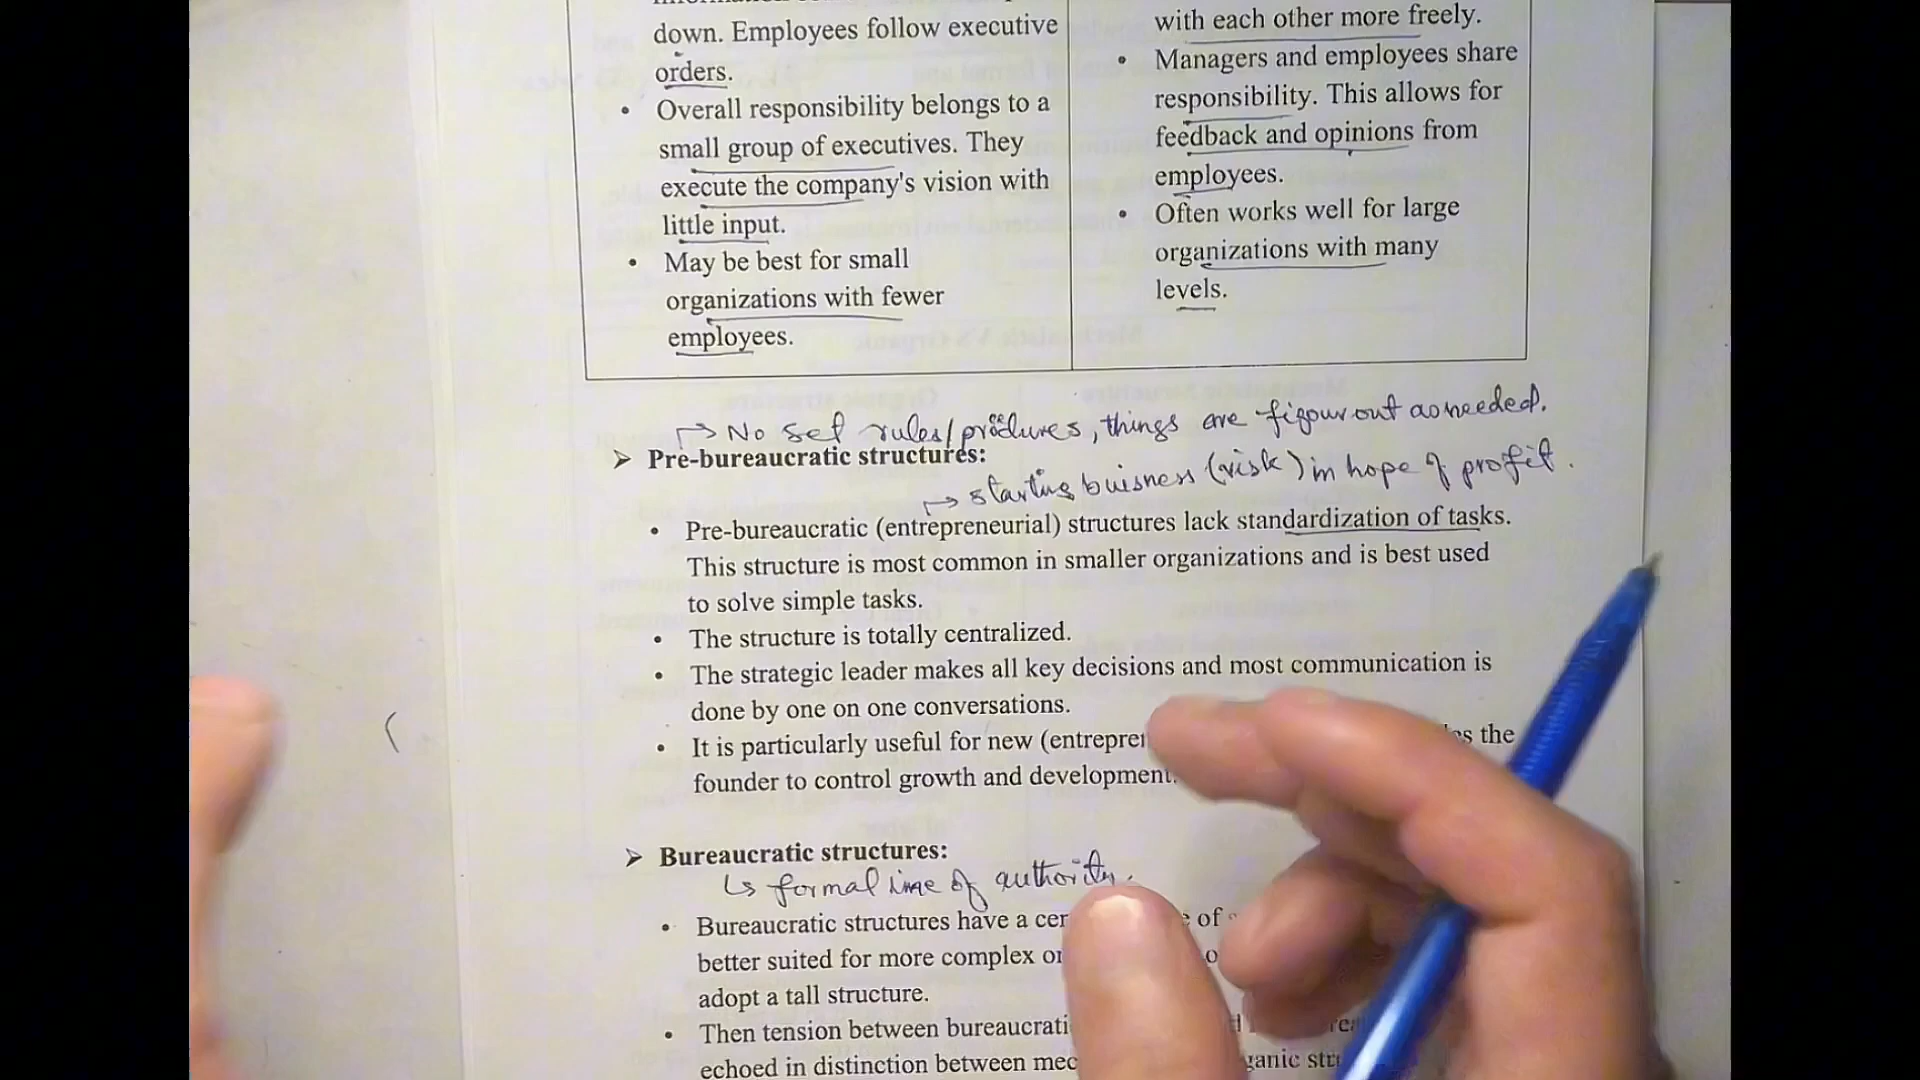 down. Employees follow executive
orders.
• Overall responsibility belongs to a
small group of executives. They
execute the company's vision with
little input.
• May be best for small
organizations with fewer
employees.
with each other more freely.
• Managers and employees share
responsibility. This allows for
feedback and opinions from
employees.
• Often works well for large
organizations with many
levels.
↳ No set rules/procedures, things are figour out as needed.
➤ Pre-bureaucratic structures:
↳ starting buisness (risk) in hope of profit.
• Pre-bureaucratic (entrepreneurial) structures lack standardization of tasks.
This structure is most common in smaller organizations and is best used
to solve simple tasks.
• The structure is totally centralized.
• The strategic leader makes all key decisions and most communication is
done by one on one conversations.
• It is particularly useful for new the
founder to control growth and development.
➤ Bureaucratic structures:
↳ formal line of authority.
• Bureaucratic structures have a of
better suited for more complex
adopt a tall structure.
• Then tension between
echoed in distinction between